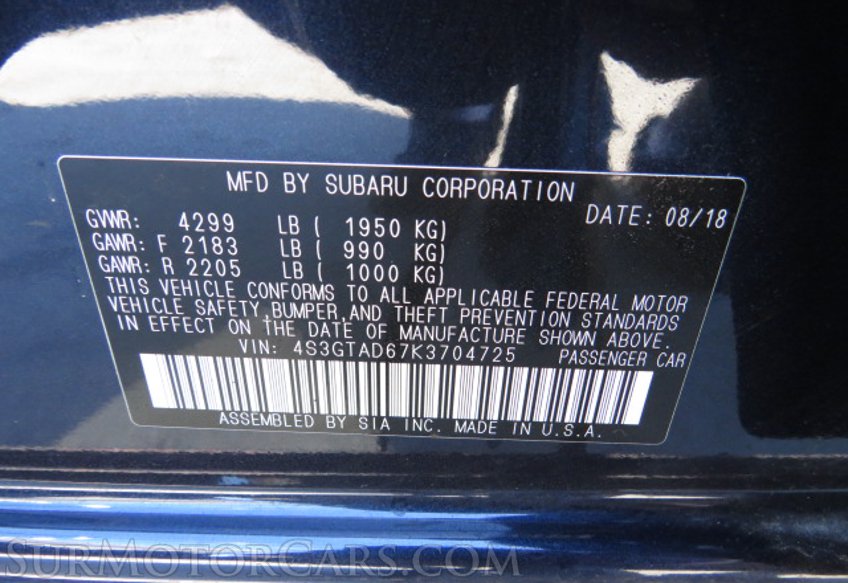 MFD BY SUBARU CORPORATION
GVWR: 4299 LB ( 1950 KG) DATE: 08/18
GAWR: F 2183 LB ( 990 KG)
GAWR: R 2205 LB ( 1000 KG)
THIS VEHICLE CONFORMS TO ALL APPLICABLE FEDERAL MOTOR
VEHICLE SAFETY, BUMPER, AND THEFT PREVENTION STANDARDS
IN EFFECT ON THE DATE OF MANUFACTURE SHOWN ABOVE.
VIN: 4S3GTAD67K3704725 PASSENGER CAR
ASSEMBLED BY SIA INC. MADE IN U.S.A.
SURMOTORCARS.COM